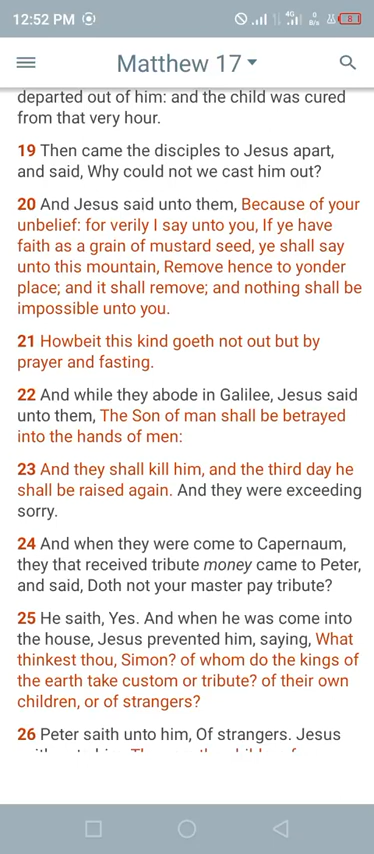 12:52 PM
4G
0
B/s
8
Matthew 17
departed out of him: and the child was cured
from that very hour.
19 Then came the disciples to Jesus apart,
and said, Why could not we cast him out?
20 And Jesus said unto them, Because of your
unbelief: for verily I say unto you, If ye have
faith as a grain of mustard seed, ye shall say
unto this mountain, Remove hence to yonder
place; and it shall remove; and nothing shall be
impossible unto you.
21 Howbeit this kind goeth not out but by
prayer and fasting.
22 And while they abode in Galilee, Jesus said
unto them, The Son of man shall be betrayed
into the hands of men:
23 And they shall kill him, and the third day he
shall be raised again. And they were exceeding
sorry.
24 And when they were come to Capernaum,
they that received tribute money came to Peter,
and said, Doth not your master pay tribute?
25 He saith, Yes. And when he was come into
the house, Jesus prevented him, saying, What
thinkest thou, Simon? of whom do the kings of
the earth take custom or tribute? of their own
children, or of strangers?
26 Peter saith unto him, Of strangers. Jesus